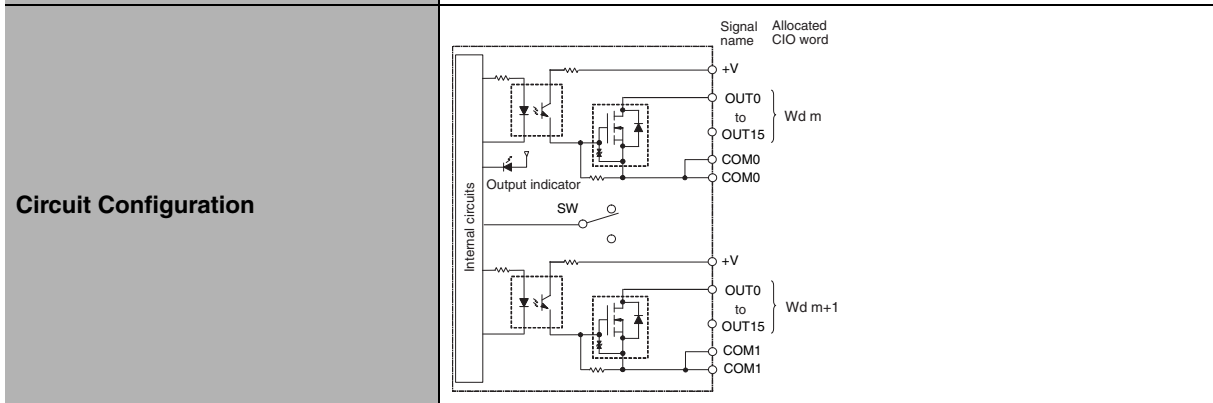 Circuit Configuration
Signal name
Allocated CIO word
+V
OUT0
to
OUT15
Wd m
COM0
COM0
Internal circuits
Output indicator
SW
+V
OUT0
to
OUT15
Wd m+1
COM1
COM1